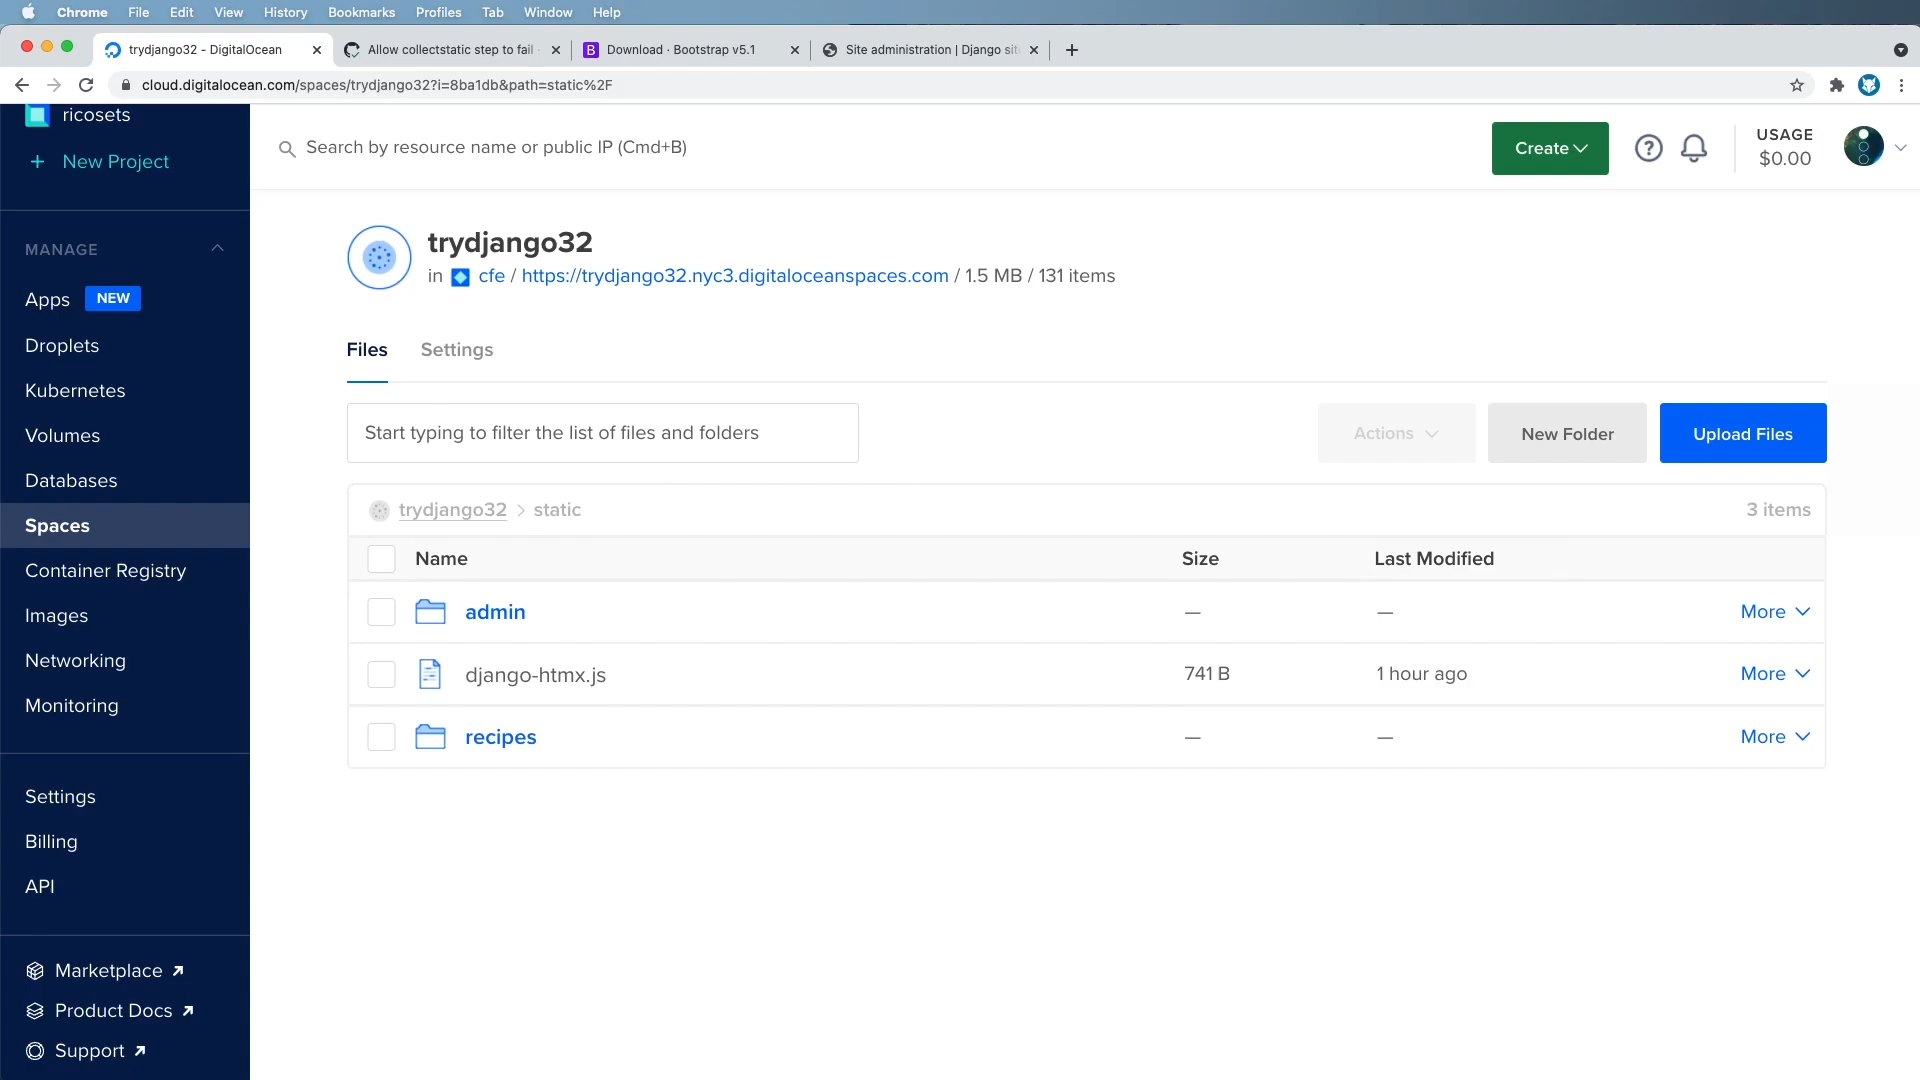 Chrome File Edit View History Bookmarks Profiles Tab Window Help
trydjango32 - DigitalOcean
Allow collectstatic step to fail
B Download · Bootstrap v5.1
Site administration | Django sit
cloud.digitalocean.com/spaces/trydjango32?i=8ba1db&path=static%2F
ricosets
+ New Project
MANAGE
Apps NEW
Droplets
Kubernetes
Volumes
Databases
Spaces
Container Registry
Images
Networking
Monitoring
Settings
Billing
API
Marketplace
Product Docs
Support
Search by resource name or public IP (Cmd+B)
Create
?
USAGE
$0.00
trydjango32
in cfe / https://trydjango32.nyc3.digitaloceanspaces.com / 1.5 MB / 131 items
Files Settings
Start typing to filter the list of files and folders
Actions
New Folder
Upload Files
trydjango32 > static 3 items
Name Size Last Modified
admin — — More
django-htmx.js 741 B 1 hour ago More
recipes — — More